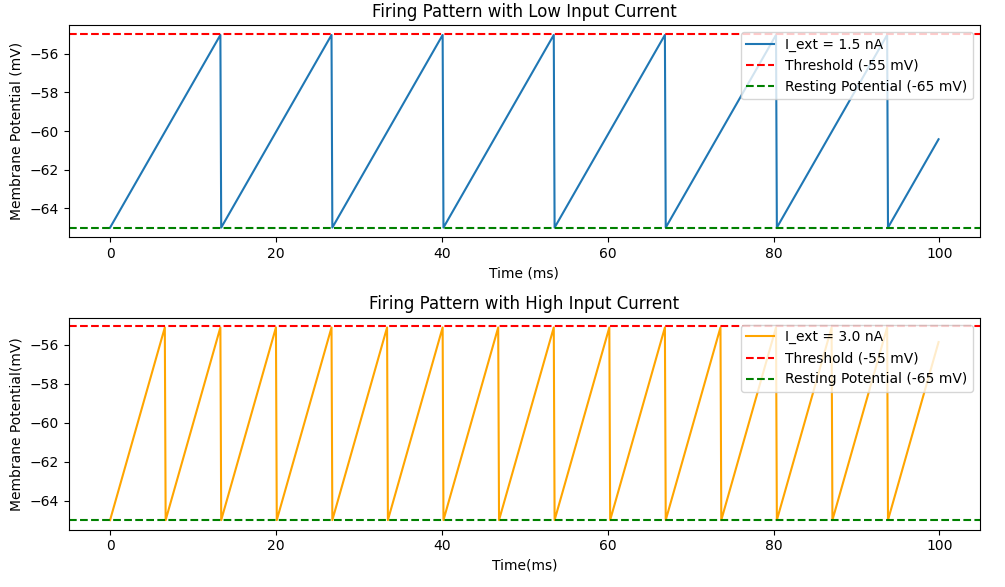 Firing Pattern with Low Input Current
Membrane Potential (mV)
−56
−58
−60
−62
−64
I_ext = 1.5 nA
Threshold (-55 mV)
Resting Potential (-65 mV)
0 20 40 60 80 100
Time (ms)
Firing Pattern with High Input Current
Membrane Potential(mV)
−56
−58
−60
−62
−64
I_ext = 3.0 nA
Threshold (-55 mV)
Resting Potential (-65 mV)
0 20 40 60 80 100
Time(ms)